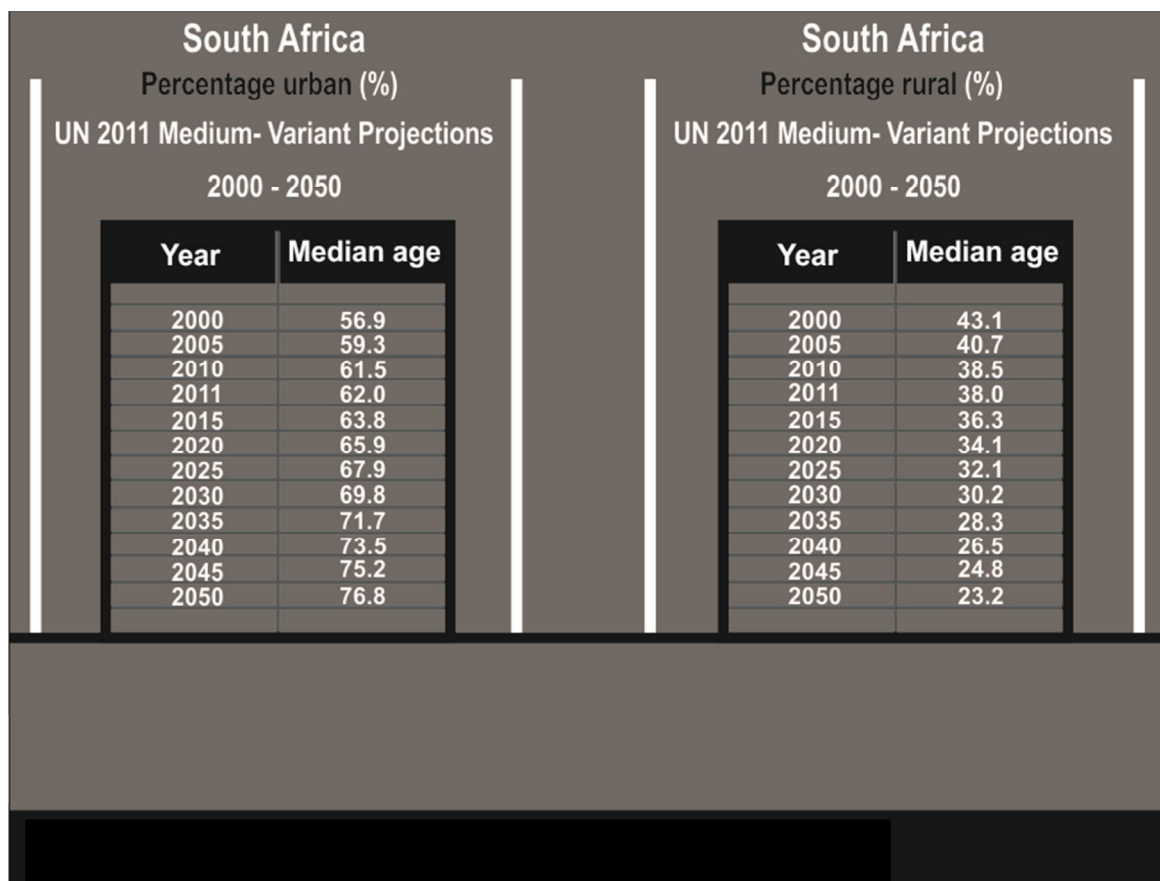 South Africa
Percentage urban (%)
UN 2011 Medium- Variant Projections
2000 - 2050
Year Median age
2000 56.9
2005 59.3
2010 61.5
2011 62.0
2015 63.8
2020 65.9
2025 67.9
2030 69.8
2035 71.7
2040 73.5
2045 75.2
2050 76.8
South Africa
Percentage rural (%)
UN 2011 Medium- Variant Projections
2000 - 2050
Year Median age
2000 43.1
2005 40.7
2010 38.5
2011 38.0
2015 36.3
2020 34.1
2025 32.1
2030 30.2
2035 28.3
2040 26.5
2045 24.8
2050 23.2